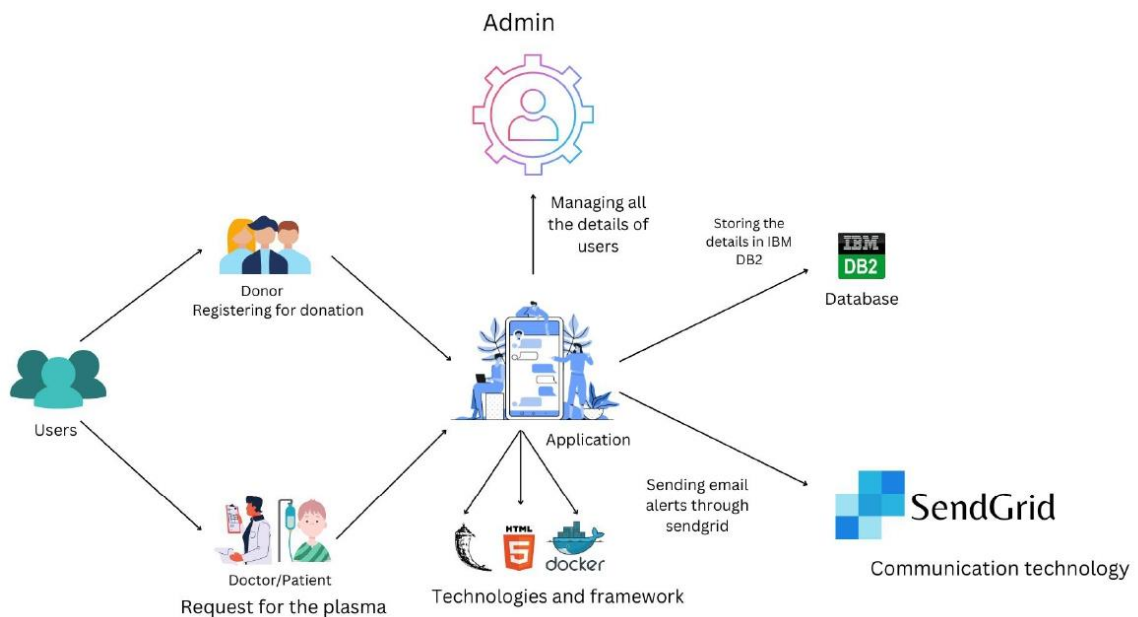 Admin
Managing all
the details of
users
Storing the
details in IBM
DB2
IBM
DB2
Database
Donor
Registering for donation
Users
Application
Sending email
alerts through
sendgrid
SendGrid
Communication technology
Doctor/Patient
Request for the plasma
HTML
5
docker
Technologies and framework